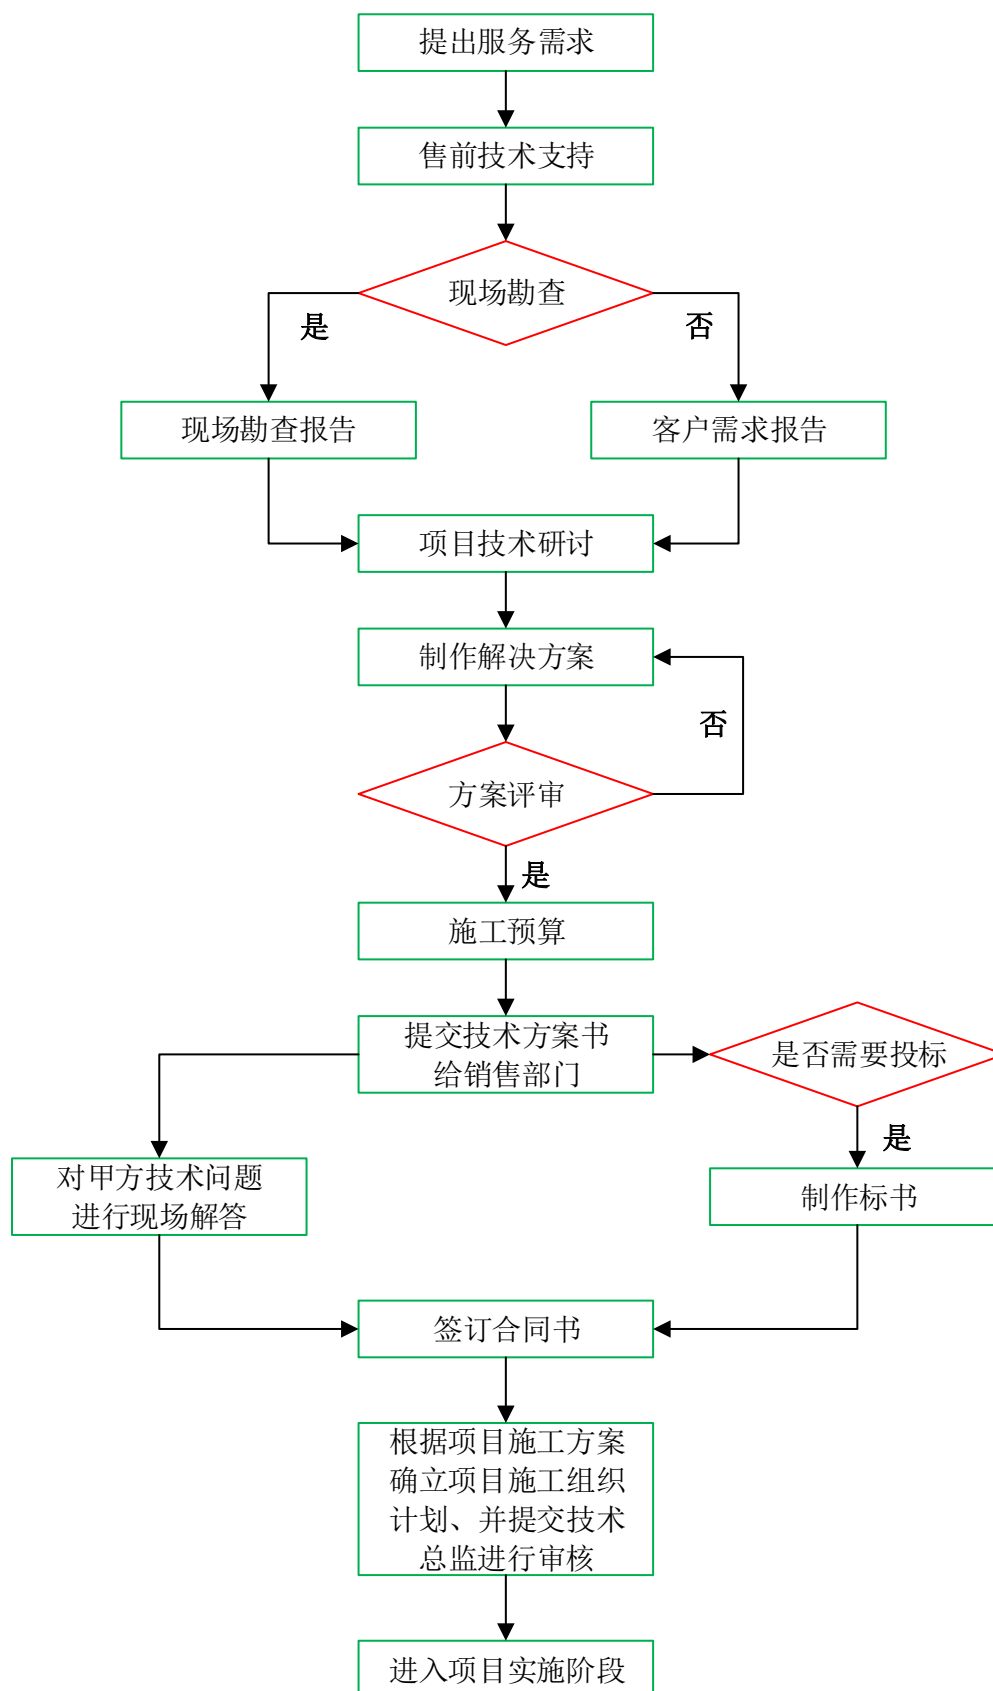 提出服务需求
售前技术支持
现场勘查
是
否
现场勘查报告
客户需求报告
项目技术研讨
制作解决方案
否
方案评审
是
施工预算
提交技术方案书
给销售部门
是否需要投标
是
对甲方技术问题
进行现场解答
制作标书
签订合同书
根据项目施工方案
确立项目施工组织
计划、并提交技术
总监进行审核
进入项目实施阶段